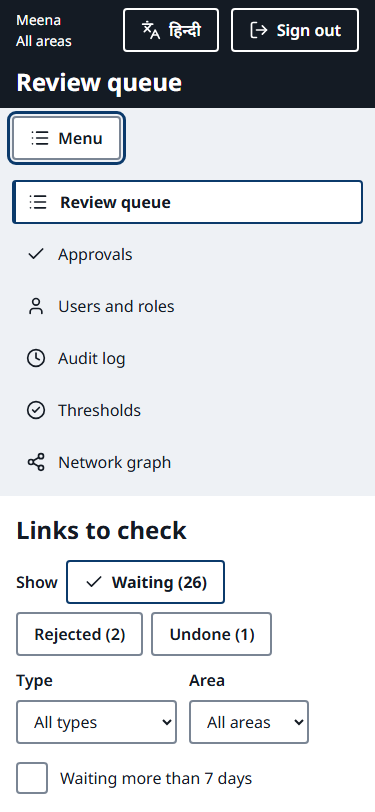 Meena
All areas
हिन्दी
Sign out
Review queue
Menu
Review queue
Approvals
Users and roles
Audit log
Thresholds
Network graph
Links to check
Show
Waiting (26)
Rejected (2)
Undone (1)
Type
Area
All types
All areas
Waiting more than 7 days